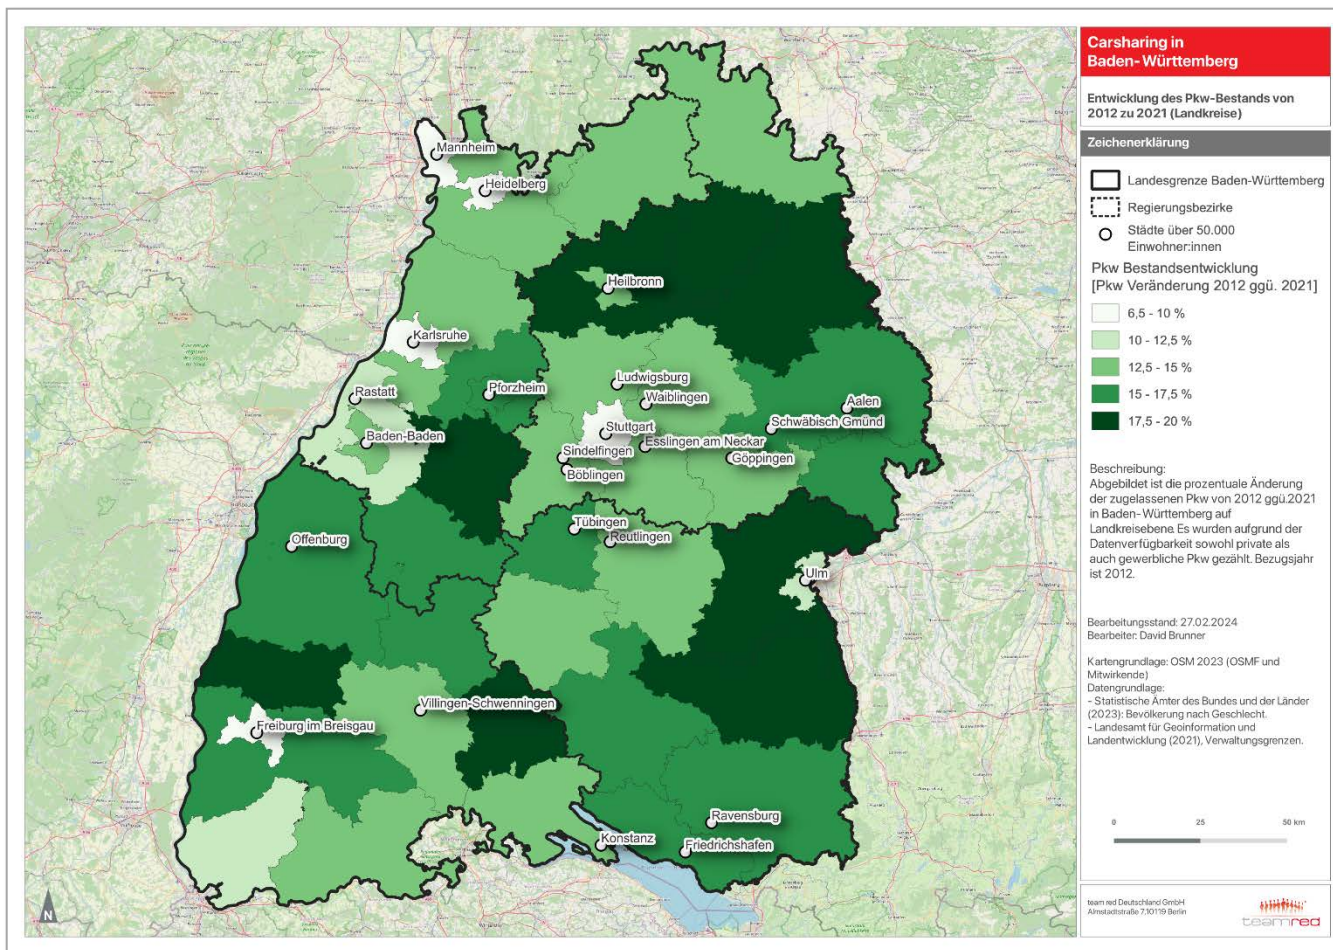 Carsharing in
Baden-Württemberg
Entwicklung des Pkw-Bestands von
2012 zu 2021 (Landkreise)
Zeichenerklärung
Landesgrenze Baden-Württemberg
Regierungsbezirke
Städte über 50.000
Einwohner:innen
Pkw Bestandsentwicklung
[Pkw Veränderung 2012 ggü. 2021]
6,5 - 10 %
10 - 12,5 %
12,5 - 15 %
15 - 17,5 %
17,5 - 20 %
Beschreibung:
Abgebildet ist die prozentuale Änderung
der zugelassenen Pkw von 2012 ggü.2021
in Baden-Württemberg auf
Landkreisebene. Es wurden aufgrund der
Datenverfügbarkeit sowohl private als
auch gewerbliche Pkw gezählt. Bezugsjahr
ist 2012.
Bearbeitungsstand: 27.02.2024
Bearbeiter: David Brunner
Kartengrundlage: OSM 2023 (OSMF und
Mitwirkende)
Datengrundlage:
- Statistische Ämter des Bundes und der Länder
(2023): Bevölkerung nach Geschlecht.
- Landesamt für Geoinformation und
Landentwicklung (2021), Verwaltungsgrenzen.
0 25 50 km
team red Deutschland GmbH
Almstadtstraße 7,10119 Berlin
teamred
Mannheim
Heidelberg
Heilbronn
Karlsruhe
Ludwigsburg
Pforzheim
Rastatt
Waiblingen
Aalen
Schwäbisch Gmünd
Stuttgart
Baden-Baden
Esslingen am Neckar
Sindelfingen
Göppingen
Böblingen
Tübingen
Offenburg
Reutlingen
Ulm
Villingen-Schwenningen
Freiburg im Breisgau
Ravensburg
Konstanz
Friedrichshafen
N